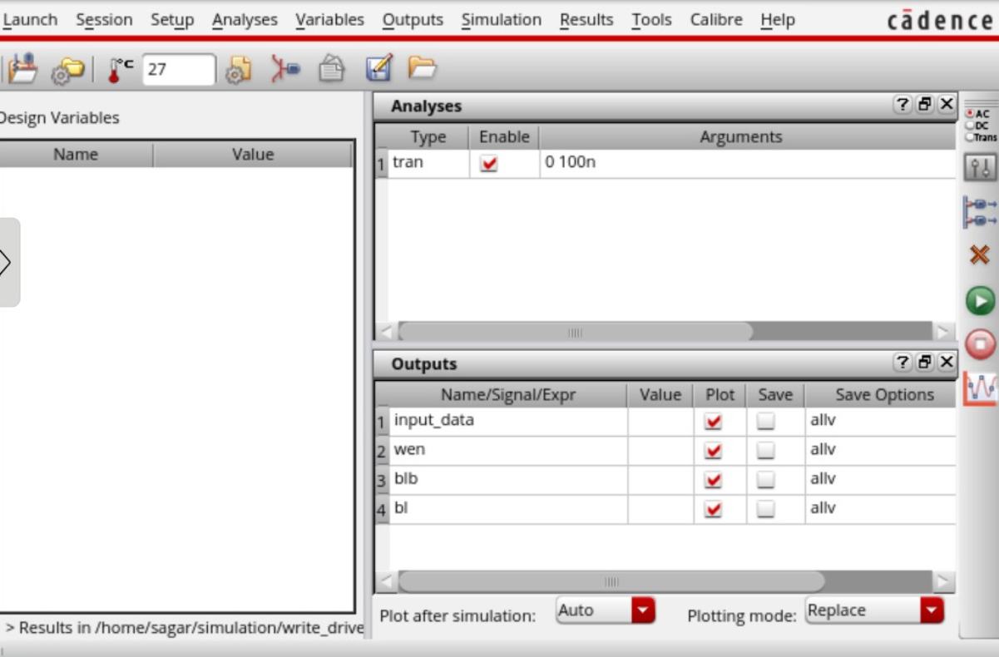 Launch Session Setup Analyses Variables Outputs Simulation Results Tools Calibre Help cādence
°C 27
Design Variables
Name Value
Analyses
Type Enable Arguments
1 tran 0 100n
AC
DC
Trans
Outputs
Name/Signal/Expr Value Plot Save Save Options
1 input_data allv
2 wen allv
3 blb allv
4 bl allv
Plot after simulation: Auto Plotting mode: Replace
> Results in /home/sagar/simulation/write_drive